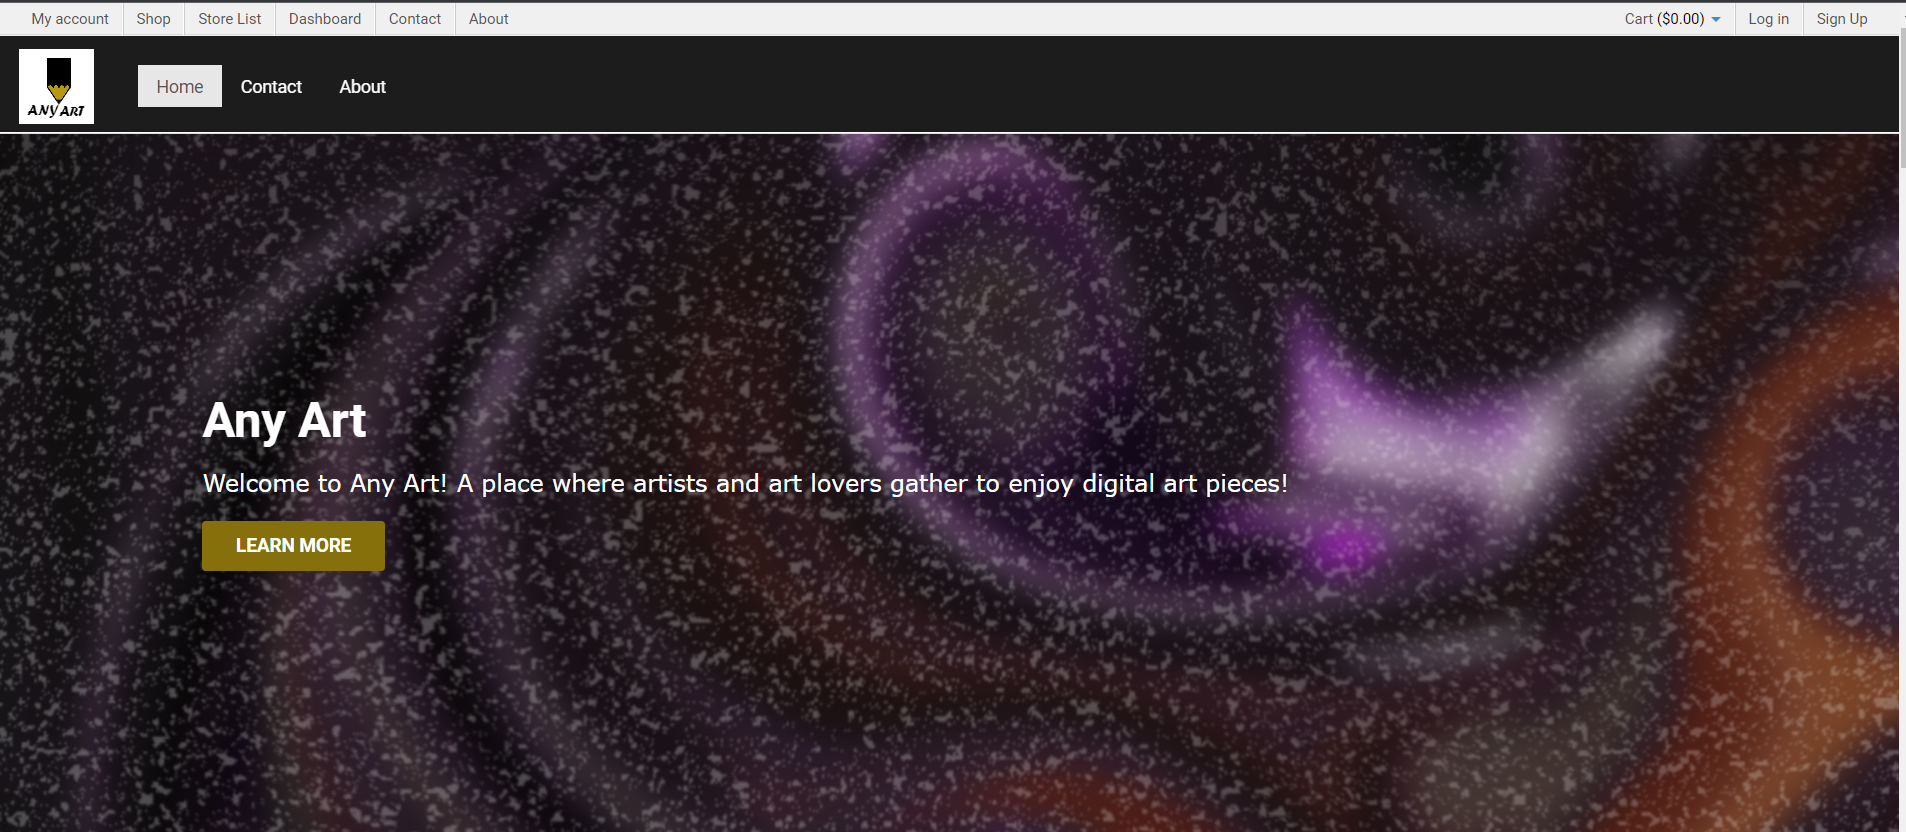 My account Shop Store List Dashboard Contact About Cart ($0.00) Log in Sign Up
ANY ART
Home Contact About
Any Art
Welcome to Any Art! A place where artists and art lovers gather to enjoy digital art pieces!
LEARN MORE